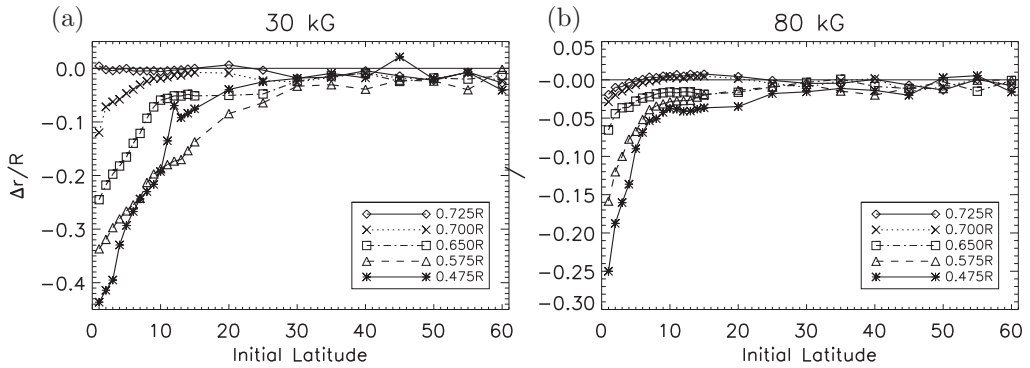 (a)
30 kG
Δr/R
0.0
−0.1
−0.2
−0.3
−0.4
0.725R
0.700R
0.650R
0.575R
0.475R
0 10 20 30 40 50 60
Initial Latitude
(b)
80 kG
/
0.05
−0.00
−0.05
−0.10
−0.15
−0.20
−0.25
−0.30
0.725R
0.700R
0.650R
0.575R
0.475R
0 10 20 30 40 50 60
Initial Latitude